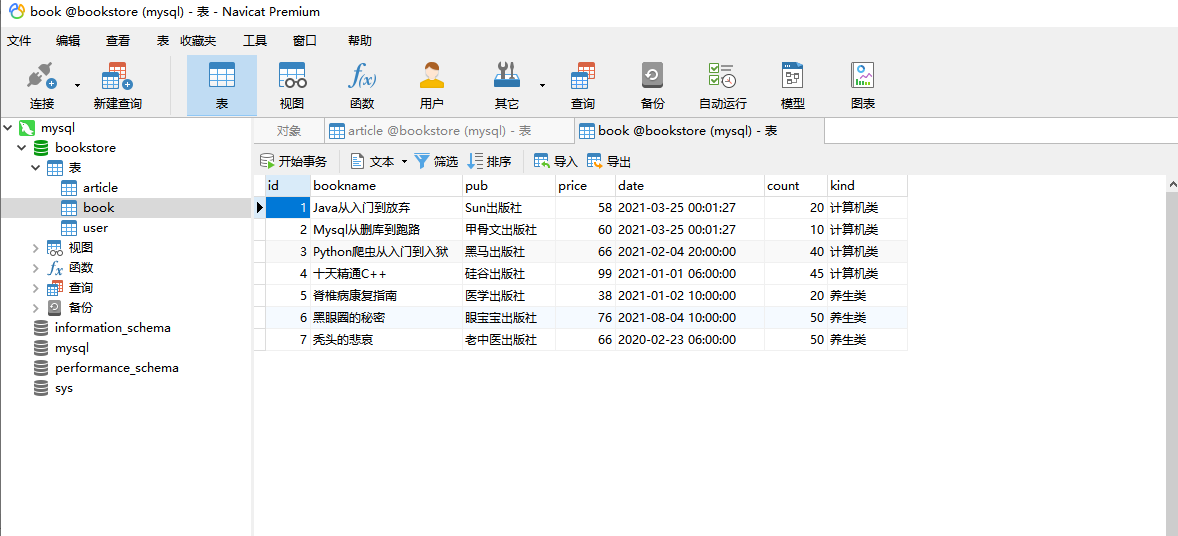 book @bookstore (mysql) - 表 - Navicat Premium
文件 编辑 查看 表 收藏夹 工具 窗口 帮助
连接 新建查询 表 视图 函数 用户 其它 查询 备份 自动运行 模型 图表
mysql
bookstore
表
article
book
user
视图
函数
查询
备份
information_schema
mysql
performance_schema
sys
对象 article @bookstore (mysql) - 表 book @bookstore (mysql) - 表
开始事务 文本 筛选 排序 导入 导出
id bookname pub price date count kind
1 Java从入门到放弃 Sun出版社 58 2021-03-25 00:01:27 20 计算机类
2 Mysql从删库到跑路 甲骨文出版社 60 2021-03-25 00:01:27 10 计算机类
3 Python爬虫从入门到入狱 黑马出版社 66 2021-02-04 20:00:00 40 计算机类
4 十天精通C++ 硅谷出版社 99 2021-01-01 06:00:00 45 计算机类
5 脊椎病康复指南 医学出版社 38 2021-01-02 10:00:00 20 养生类
6 黑眼圈的秘密 眼宝宝出版社 76 2021-08-04 10:00:00 50 养生类
7 秃头的悲哀 老中医出版社 66 2020-02-23 06:00:00 50 养生类